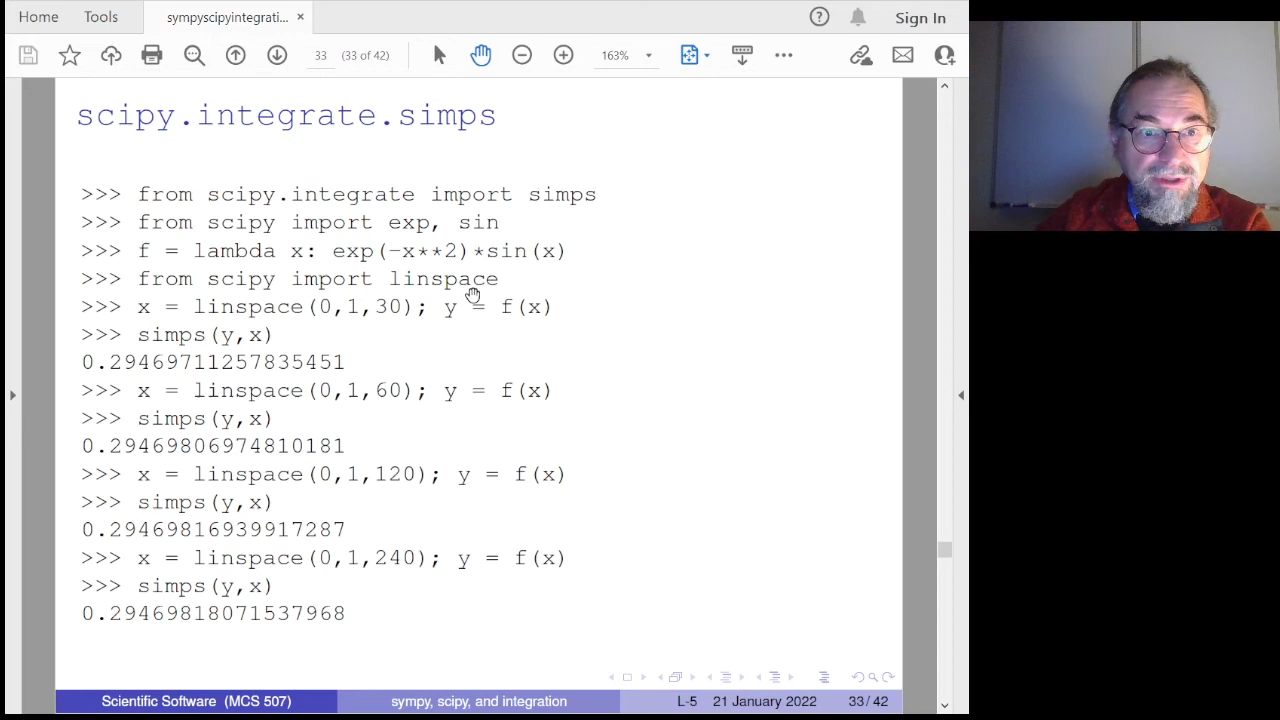 Home Tools sympyscipyintegrati... × Sign In
33 (33 of 42) 163%
scipy.integrate.simps
>>> from scipy.integrate import simps
>>> from scipy import exp, sin
>>> f = lambda x: exp(-x**2)*sin(x)
>>> from scipy import linspace
>>> x = linspace(0,1,30); y = f(x)
>>> simps(y,x)
0.29469711257835451
>>> x = linspace(0,1,60); y = f(x)
>>> simps(y,x)
0.29469806974810181
>>> x = linspace(0,1,120); y = f(x)
>>> simps(y,x)
0.29469816939917287
>>> x = linspace(0,1,240); y = f(x)
>>> simps(y,x)
0.29469818071537968
Scientific Software (MCS 507) sympy, scipy, and integration L-5 21 January 2022 33 / 42